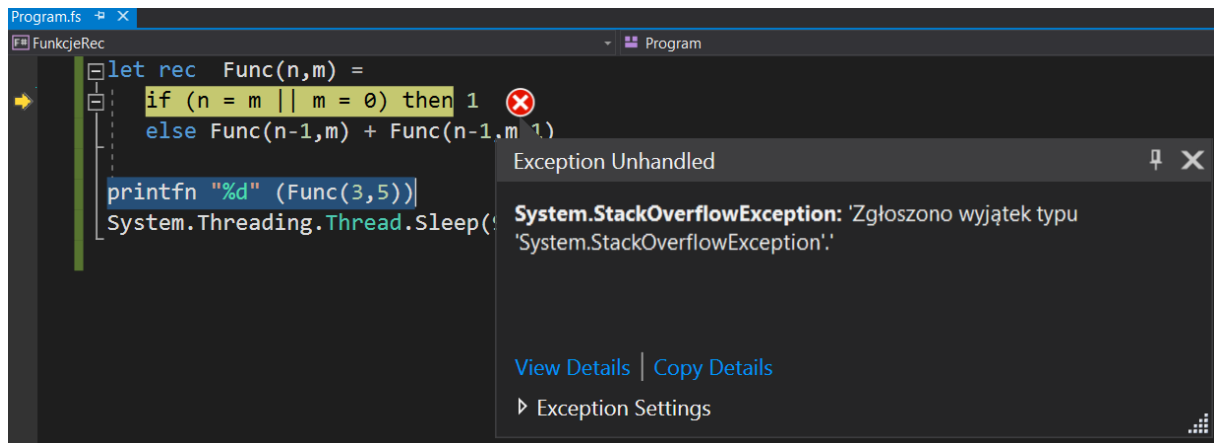 Program.fs
F# FunkcjeRec
Program
let rec Func(n,m) =
if (n = m || m = 0) then 1
else Func(n-1,m) + Func(n-1,m 1)
printfn "%d" (Func(3,5))
System.Threading.Thread.Sleep(
Exception Unhandled
System.StackOverflowException: 'Zgłoszono wyjątek typu
'System.StackOverflowException'.'
View Details | Copy Details
Exception Settings